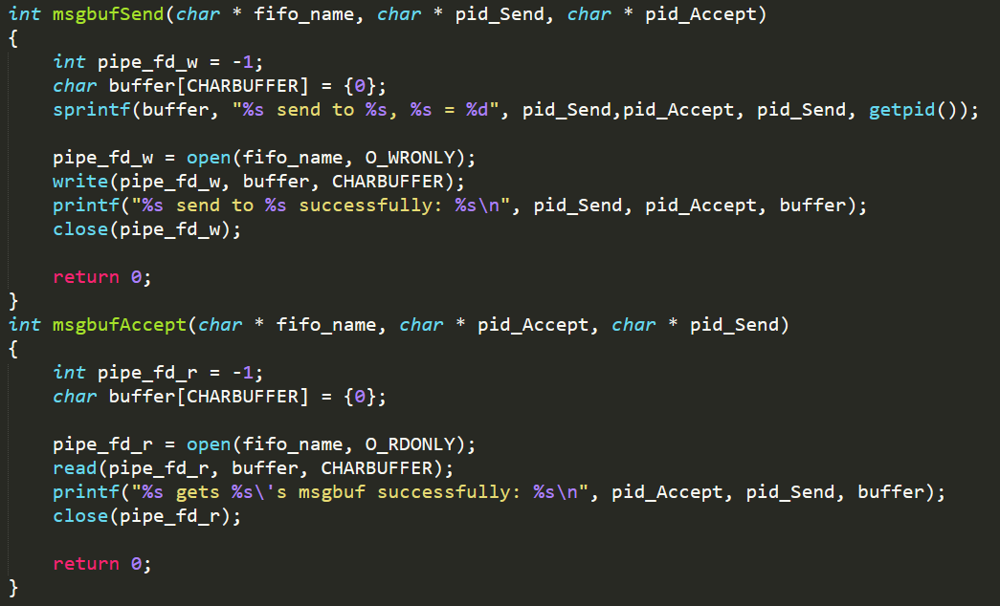 int msgbufSend(char * fifo_name, char * pid_Send, char * pid_Accept)
{
    int pipe_fd_w = -1;
    char buffer[CHARBUFFER] = {0};
    sprintf(buffer, "%s send to %s, %s = %d", pid_Send,pid_Accept, pid_Send, getpid());

    pipe_fd_w = open(fifo_name, O_WRONLY);
    write(pipe_fd_w, buffer, CHARBUFFER);
    printf("%s send to %s successfully: %s\n", pid_Send, pid_Accept, buffer);
    close(pipe_fd_w);

    return 0;
}
int msgbufAccept(char * fifo_name, char * pid_Accept, char * pid_Send)
{
    int pipe_fd_r = -1;
    char buffer[CHARBUFFER] = {0};

    pipe_fd_r = open(fifo_name, O_RDONLY);
    read(pipe_fd_r, buffer, CHARBUFFER);
    printf("%s gets %s\'s msgbuf successfully: %s\n", pid_Accept, pid_Send, buffer);
    close(pipe_fd_r);

    return 0;
}